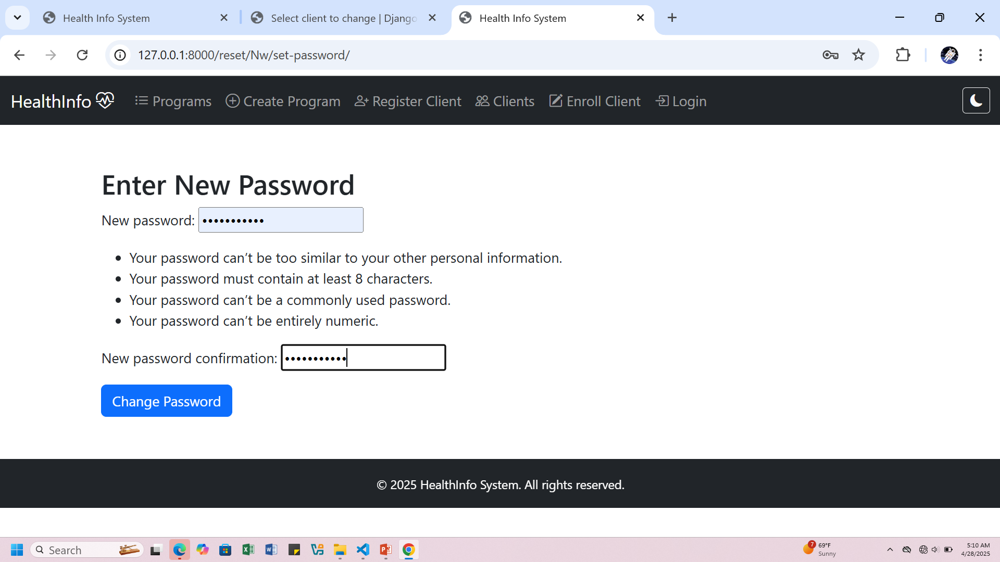 Health Info System
Select client to change | Django
Health Info System
127.0.0.1:8000/reset/Nw/set-password/
HealthInfo
Programs
Create Program
Register Client
Clients
Enroll Client
Login
Enter New Password
New password:
Your password can’t be too similar to your other personal information.
Your password must contain at least 8 characters.
Your password can’t be a commonly used password.
Your password can’t be entirely numeric.
New password confirmation:
Change Password
© 2025 HealthInfo System. All rights reserved.
Search
7
69°F
Sunny
5:10 AM
4/28/2025